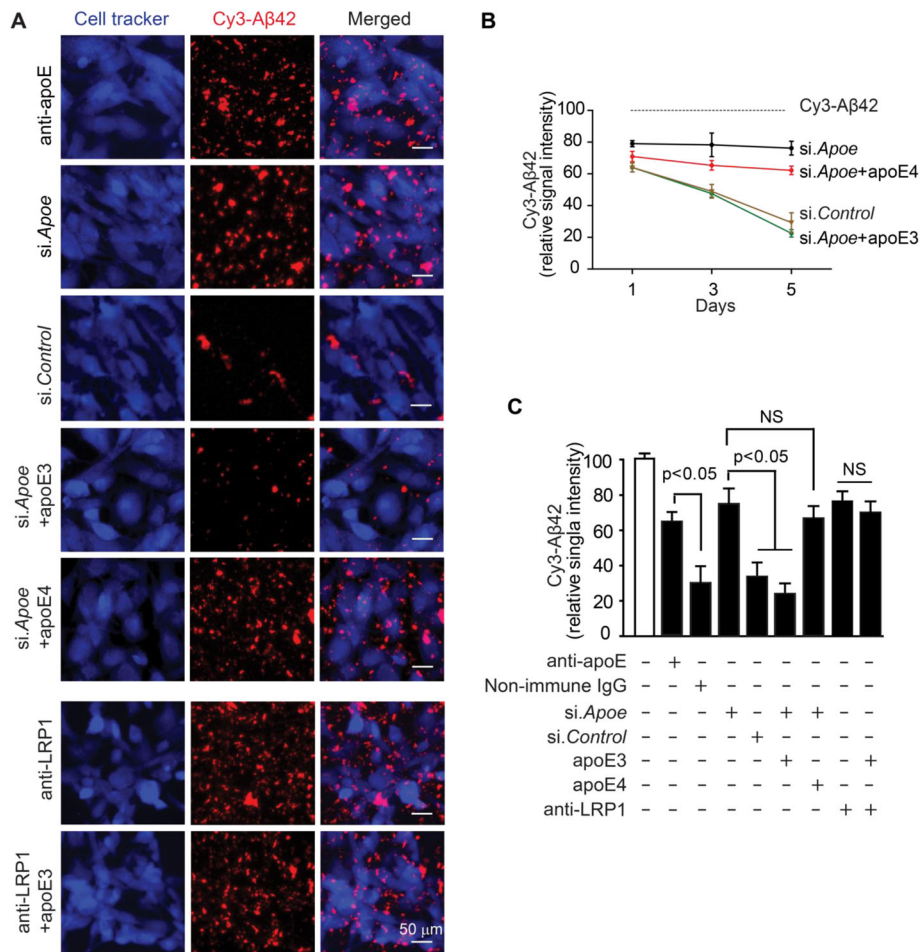 A
Cell tracker
Cy3-Aβ42
Merged
anti-apoE
si.Apoe
si.Control
si.Apoe
+apoE3
si.Apoe
+apoE4
anti-LRP1
anti-LRP1
+apoE3
50 μm
B
Cy3-Aβ42
(relative signal intensity)
100
80
60
40
20
0
Cy3-Aβ42
si.Apoe
si.Apoe+apoE4
si.Control
si.Apoe+apoE3
1 3 5
Days
C
Cy3-Aβ42
(relative singla intensity)
100
80
60
40
20
0
NS
p<0.05
p<0.05
NS
anti-apoE – + – – – – – – –
Non-immune IgG – – + – – – – – –
si.Apoe – – – + – + + – –
si.Control – – – – + – – – –
apoE3 – – – – – + – – +
apoE4 – – – – – – + – –
anti-LRP1 – – – – – – – + +